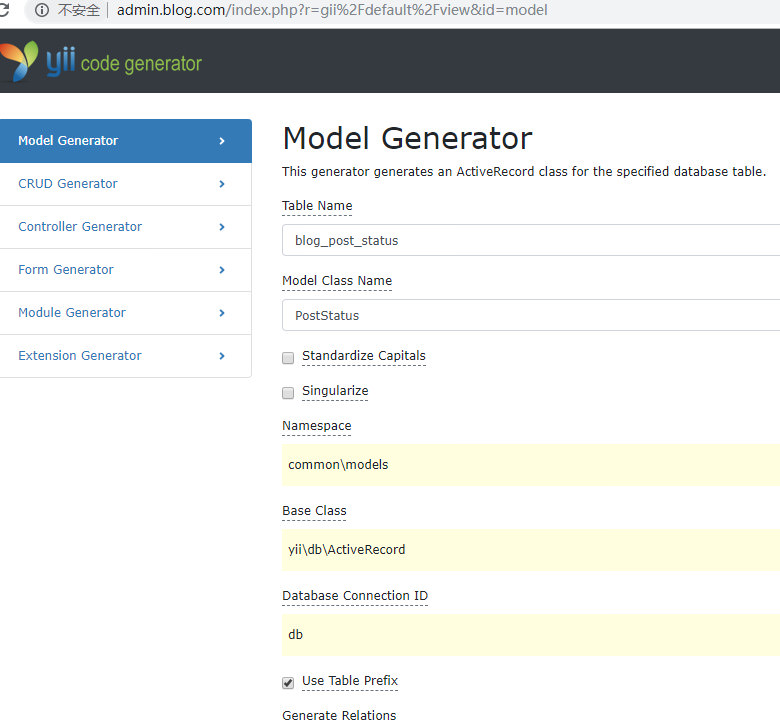 不安全 | admin.blog.com/index.php?r=gii%2Fdefault%2Fview&id=model
yii code generator
Model Generator
CRUD Generator
Controller Generator
Form Generator
Module Generator
Extension Generator
Model Generator
This generator generates an ActiveRecord class for the specified database table.
Table Name
blog_post_status
Model Class Name
PostStatus
Standardize Capitals
Singularize
Namespace
common\models
Base Class
yii\db\ActiveRecord
Database Connection ID
db
Use Table Prefix
Generate Relations